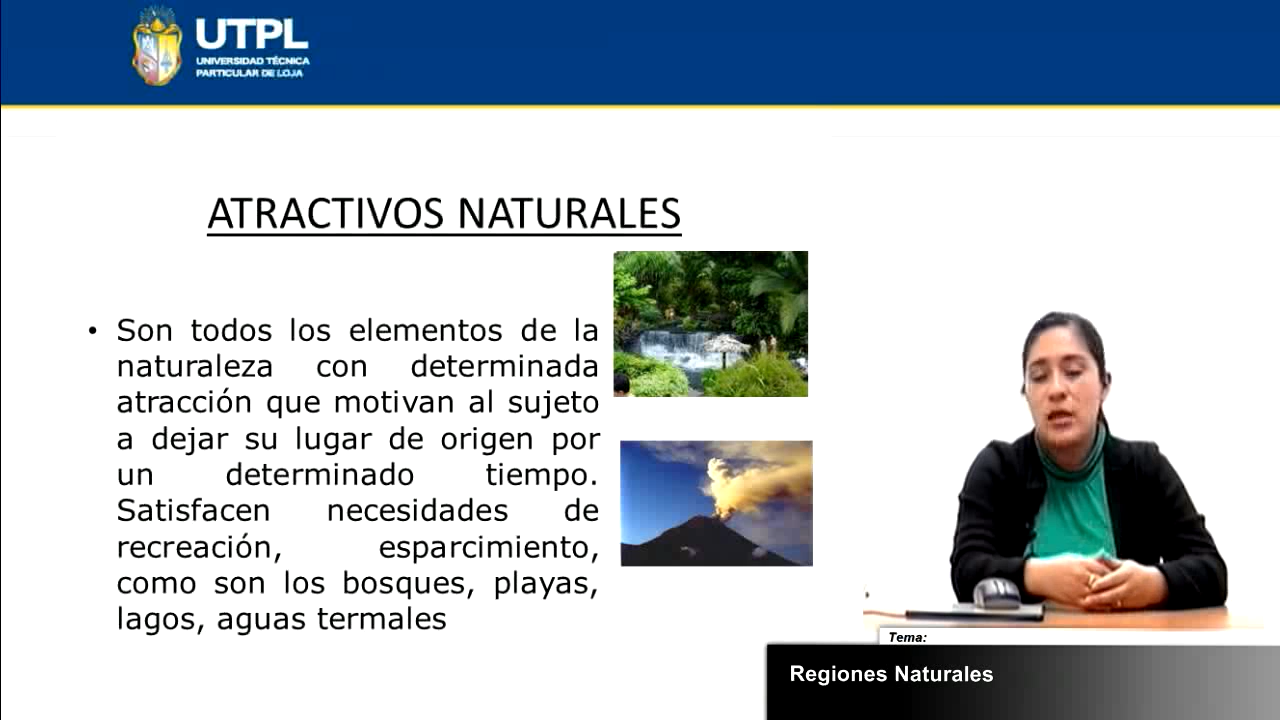 UTPL
UNIVERSIDAD TÉCNICA
PARTICULAR DE LOJA
ATRACTIVOS NATURALES
• Son todos los elementos de la
naturaleza con determinada
atracción que motivan al sujeto
a dejar su lugar de origen por
un determinado tiempo.
Satisfacen necesidades de
recreación, esparcimiento,
como son los bosques, playas,
lagos, aguas termales
Tema:
Regiones Naturales